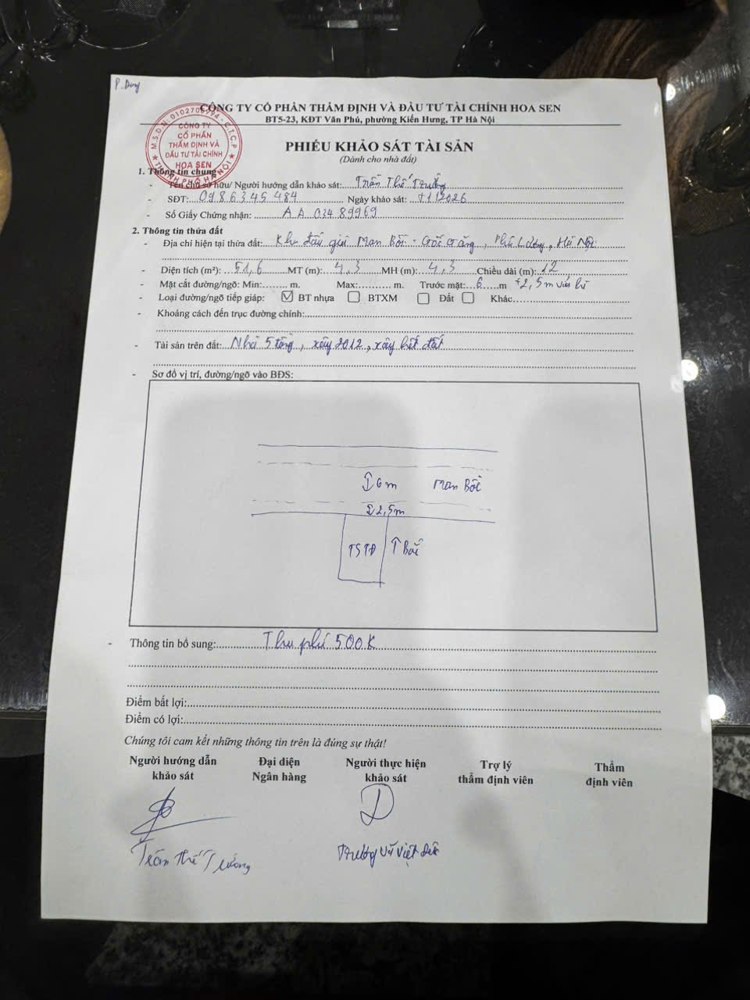 P. Dung
CÔNG TY CỔ PHẦN THẨM ĐỊNH VÀ ĐẦU TƯ TÀI CHÍNH HOA SEN
BT5-23, KĐT Văn Phú, phường Kiến Hưng, TP Hà Nội
M.S.D.N: 0102705794 - C.T.C.P
CÔNG TY
CỔ PHẦN
THẨM ĐỊNH VÀ
ĐẦU TƯ TÀI CHÍNH
HOA SEN
THÀNH PHỐ HÀ NỘI
PHIẾU KHẢO SÁT TÀI SẢN
(Dành cho nhà đất)
1. Thông tin chung
- Tên chủ sở hữu/ Người hướng dẫn khảo sát: Trần Thế Trưởng
- SĐT: 0986345484 Ngày khảo sát: /1/2026
- Số Giấy Chứng nhận: AA 03489969
2. Thông tin thửa đất
- Địa chỉ hiện tại thửa đất: Khu đấu giá Man Bồi - Gốc Găng, Phú Lương, Hà Nội
- Diện tích (m²): 51,6 MT (m): 4,3 MH (m): 4,3 Chiều dài (m): 12
- Mặt cắt đường/ngõ: Min: m. Max: m. Trước mặt: 6 m +2,5m vỉa hè
- Loại đường/ngõ tiếp giáp: ☑ BT nhựa ☐ BTXM ☐ Đất ☐ Khác
- Khoảng cách đến trục đường chính:
- Tài sản trên đất: Nhà 5 tầng, xây 2012, xây hết đất
- Sơ đồ vị trí, đường/ngõ vào BĐS:
↕6m Man Bồi
↕2,5m
TSTĐ ↑ Bắc
- Thông tin bổ sung: Thu phí 500K
Điểm bất lợi:
Điểm có lợi:
Chúng tôi cam kết những thông tin trên là đúng sự thật!
Người hướng dẫn khảo sát
Đại diện Ngân hàng
Người thực hiện khảo sát
Trợ lý thẩm định viên
Thẩm định viên
Trần Thế Trưởng
Trương Vũ Việt Đức